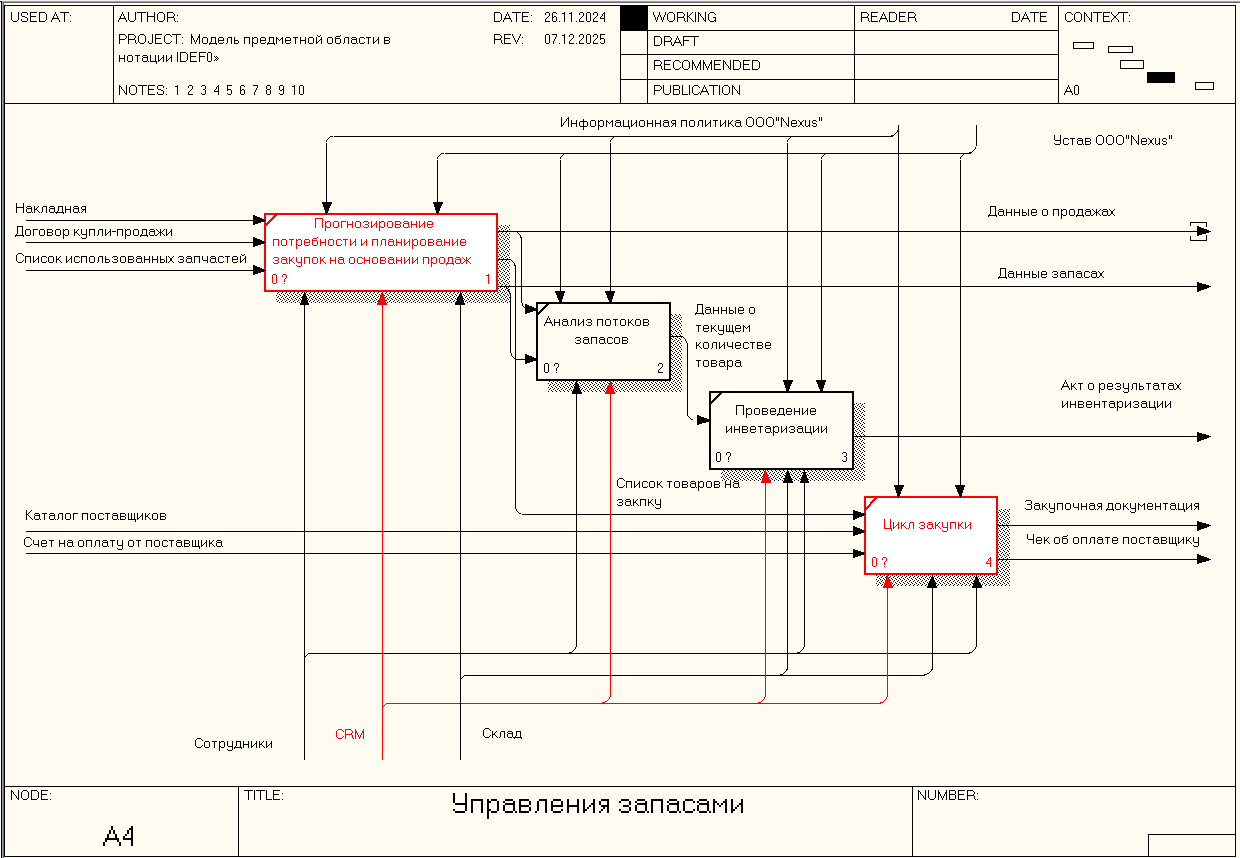 USED AT:
AUTHOR:
DATE: 26.11.2024
PROJECT: Модель предметной области в
нотации IDEF0»
REV: 07.12.2025
NOTES: 1 2 3 4 5 6 7 8 9 10
WORKING
DRAFT
RECOMMENDED
PUBLICATION
READER
DATE
CONTEXT:
A0
Информационная политика ООО"Nexus"
Устав ООО"Nexus"
Накладная
Договор купли-продажи
Список использованных запчастей
Прогнозирование
потребности и планирование
закупок на основании продаж
0 ? 1
Данные о продажах
Данные запасах
Анализ потоков
запасов
0 ? 2
Данные о
текущем
количестве
товара
Проведение
инветаризации
0 ? 3
Акт о результатах
инвентаризации
Список товаров на
закпку
Каталог поставщиков
Счет на оплату от поставщика
Цикл закупки
0 ? 4
Закупочная документация
Чек об оплате поставщику
Сотрудники
CRM
Склад
NODE:
A4
TITLE:
Управления запасами
NUMBER: